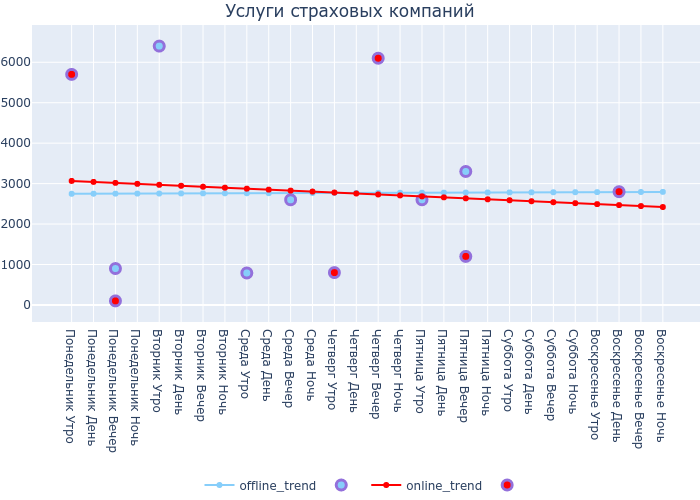 Услуги страховых компаний
6000
5000
4000
3000
2000
1000
0
Понедельник Утро
Понедельник День
Понедельник Вечер
Понедельник Ночь
Вторник Утро
Вторник День
Вторник Вечер
Вторник Ночь
Среда Утро
Среда День
Среда Вечер
Среда Ночь
Четверг Утро
Четверг День
Четверг Вечер
Четверг Ночь
Пятница Утро
Пятница День
Пятница Вечер
Пятница Ночь
Суббота Утро
Суббота День
Суббота Вечер
Суббота Ночь
Воскресенье Утро
Воскресенье День
Воскресенье Вечер
Воскресенье Ночь
offline_trend online_trend